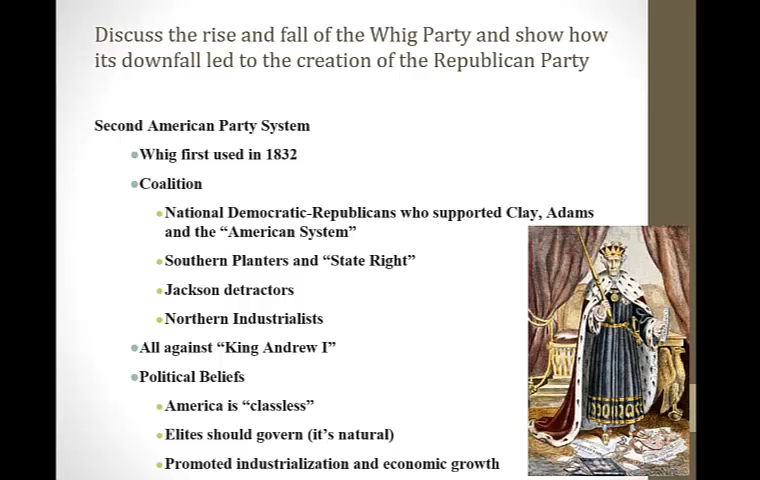 Discuss the rise and fall of the Whig Party and show how
its downfall led to the creation of the Republican Party
Second American Party System
Whig first used in 1832
Coalition
National Democratic-Republicans who supported Clay, Adams
and the “American System”
Southern Planters and “State Right”
Jackson detractors
Northern Industrialists
All against “King Andrew I”
Political Beliefs
America is “classless”
Elites should govern (it’s natural)
Promoted industrialization and economic growth